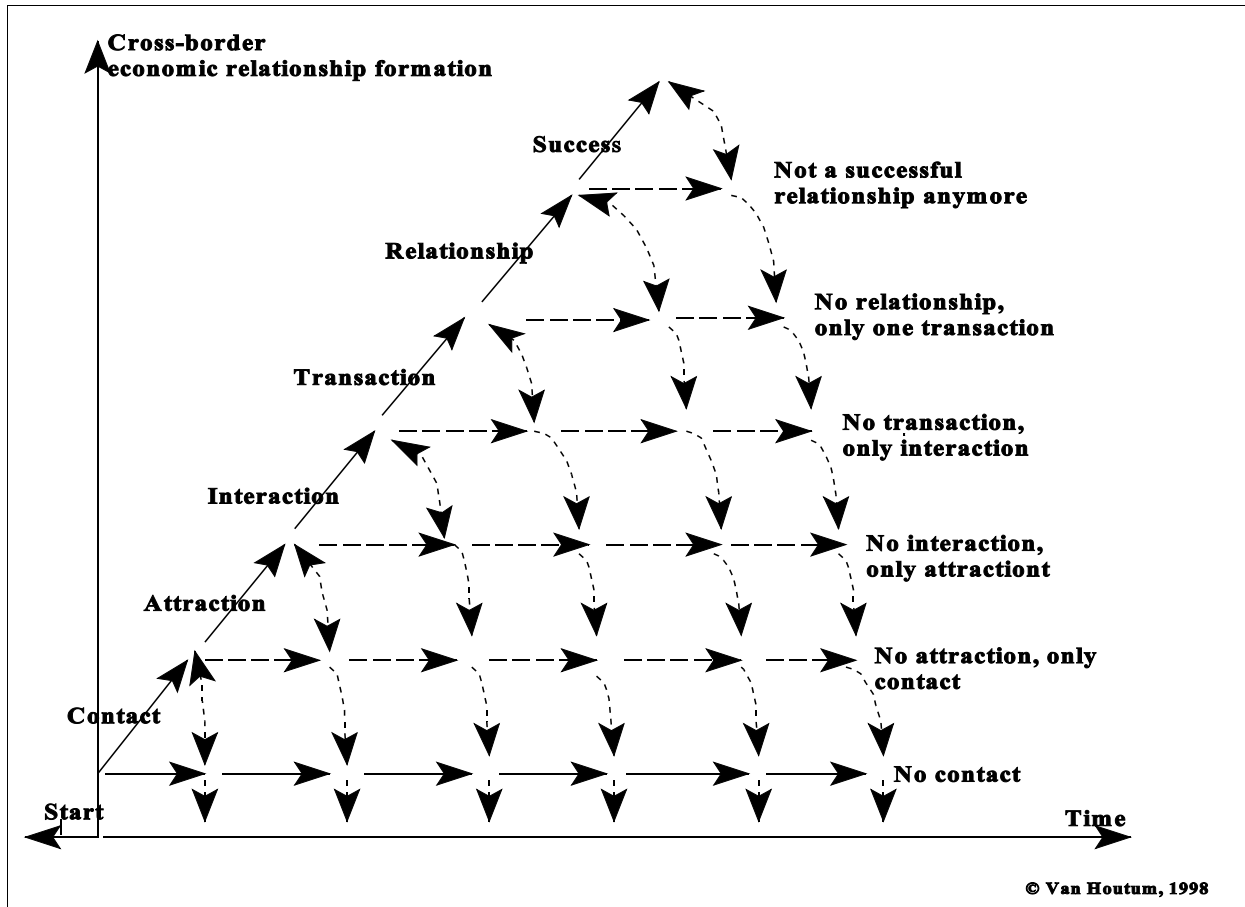 Cross-border
economic relationship formation
Success
Not a successful
relationship anymore
Relationship
No relationship,
only one transaction
Transaction
No transaction,
only interaction
Interaction
No interaction,
only attractiont
Attraction
No attraction, only
contact
Contact
No contact
Start
Time
© Van Houtum, 1998